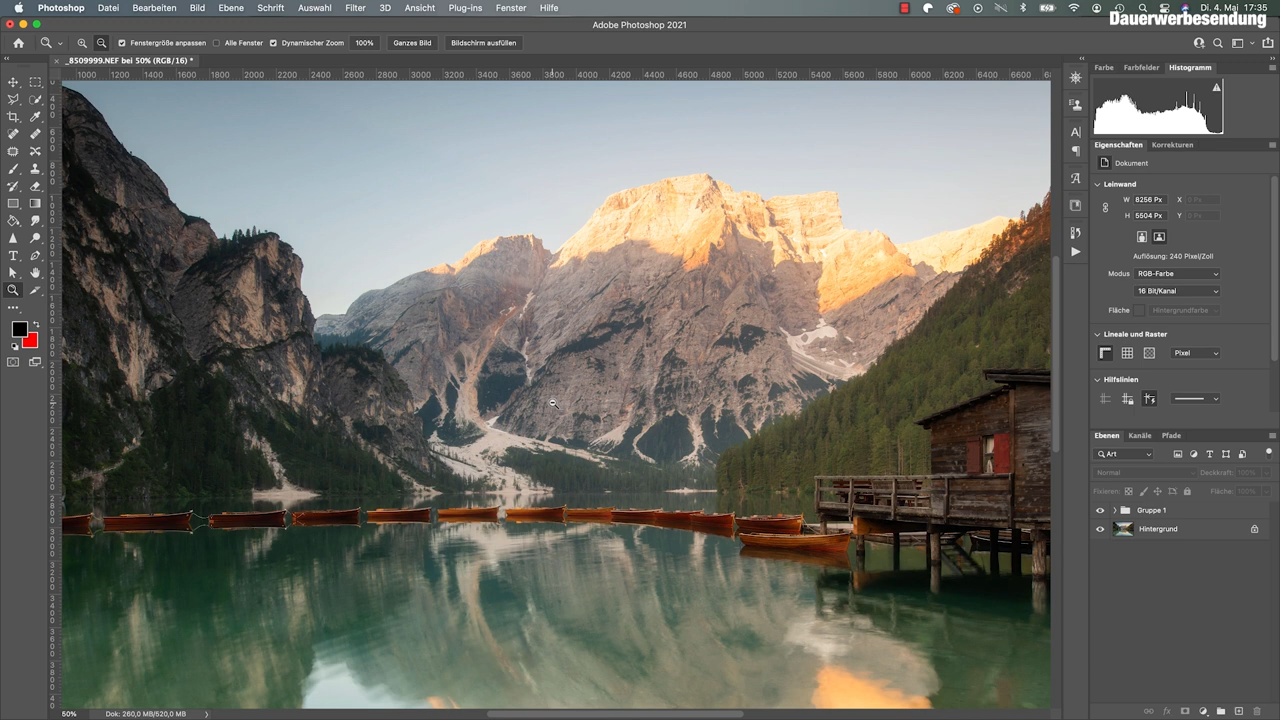 Photoshop Datei Bearbeiten Bild Ebene Schrift Auswahl Filter 3D Ansicht Plug-ins Fenster Hilfe Di. 4. Mai 17:35
Dauerwerbesendung
Adobe Photoshop 2021
Fenstergröße anpassen Alle Fenster Dynamischer Zoom 100% Ganzes Bild Bildschirm ausfüllen
_8509999.NEF bei 50% (RGB/16) *
1000 1200 1400 1600 1800 2000 2200 2400 2600 2800 3000 3200 3400 3600 3800 4000 4200 4400 4600 4800 5000 5200 5400 5600 5800 6000 6200 6400 6600
Farbe Farbfelder Histogramm
Eigenschaften Korrekturen
Dokument
Leinwand
W 8256 Px X 0 Px
H 5504 Px Y 0 Px
Auflösung: 240 Pixel/Zoll
Modus RGB-Farbe
16 Bit/Kanal
Fläche Hintergrundfarbe
Lineale und Raster
Pixel
Hilfslinien
Ebenen Kanäle Pfade
Art
Normal Deckkraft: 100%
Fixieren: Fläche: 100%
Gruppe 1
Hintergrund
50% Dok: 260,0 MB/520,0 MB